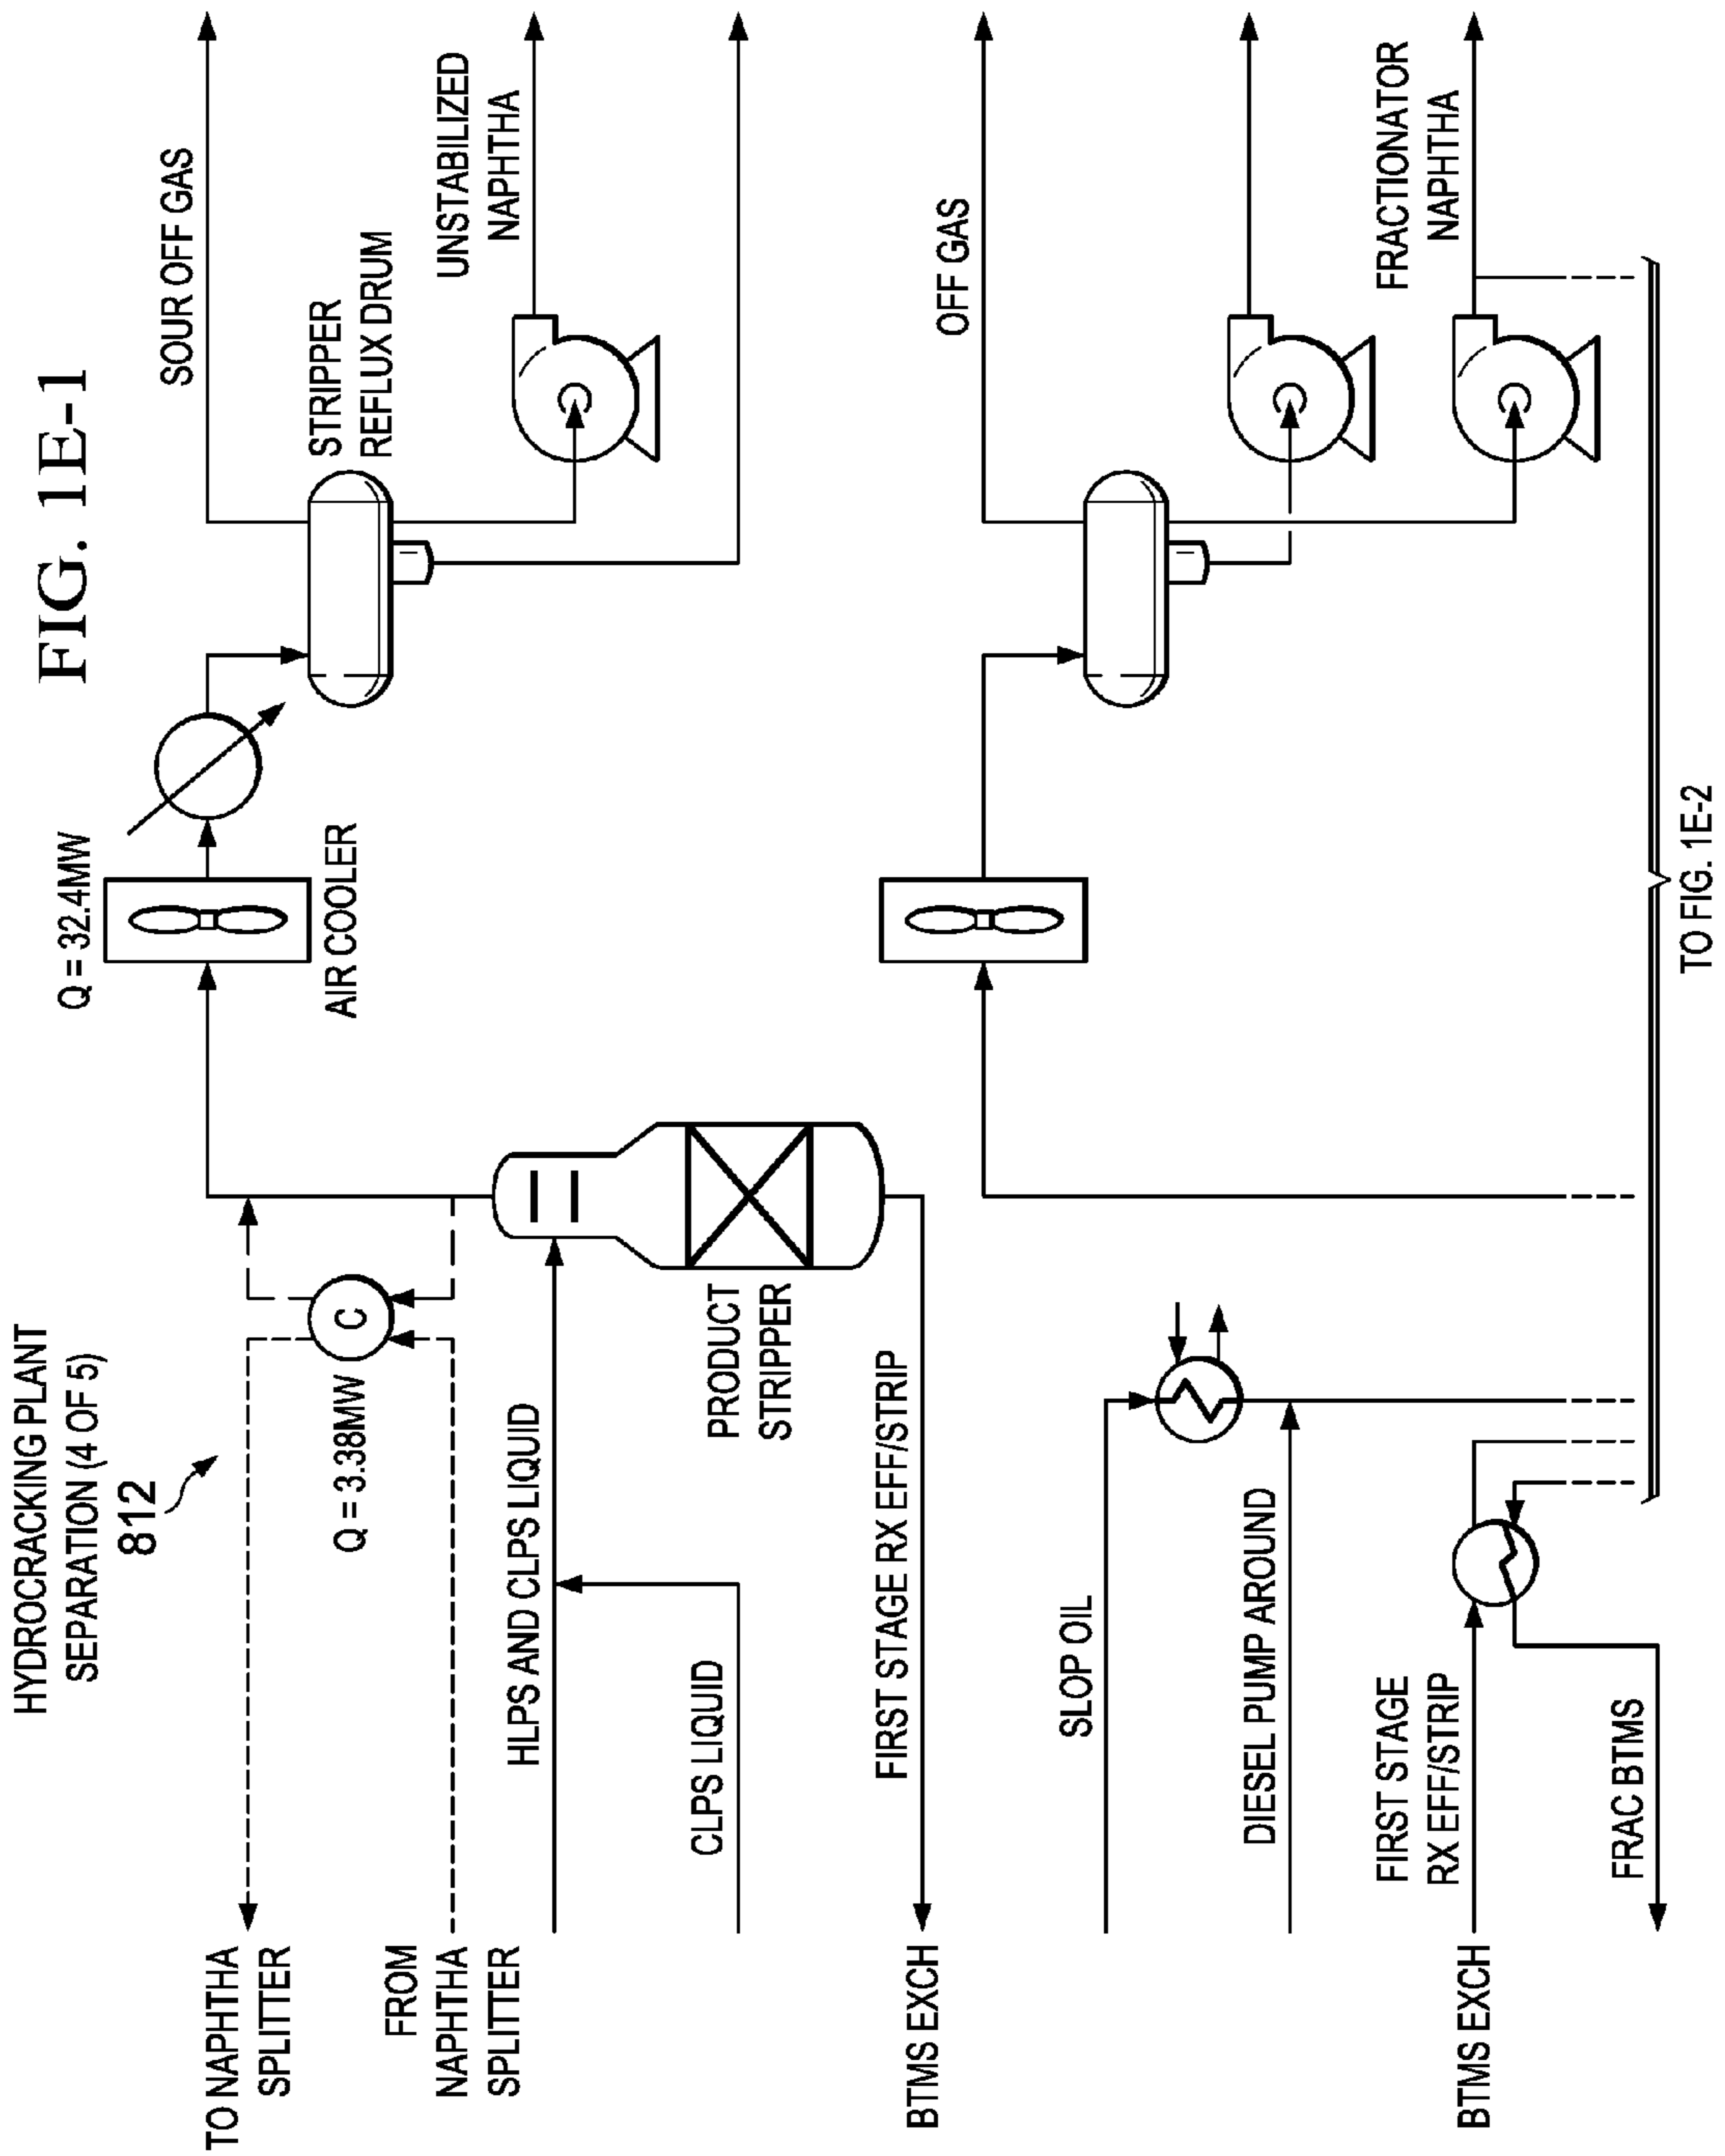 FIG. 1E-1
HYDROCRACKING PLANT
SEPARATION (4 OF 5)
812
TO NAPHTHA
SPLITTER
FROM
NAPHTHA
SPLITTER
Q = 3.38MW
Q = 32.4MW
AIR COOLER
SOUR OFF GAS
STRIPPER
REFLUX DRUM
UNSTABILIZED
NAPHTHA
C
HLPS AND CLPS LIQUID
CLPS LIQUID
PRODUCT
STRIPPER
FIRST STAGE RX EFF/STRIP
BTMS EXCH
OFF GAS
SLOP OIL
DIESEL PUMP AROUND
FIRST STAGE
RX EFF/STRIP
BTMS EXCH
FRAC BTMS
FRACTIONATOR
NAPHTHA
TO FIG. 1E-2